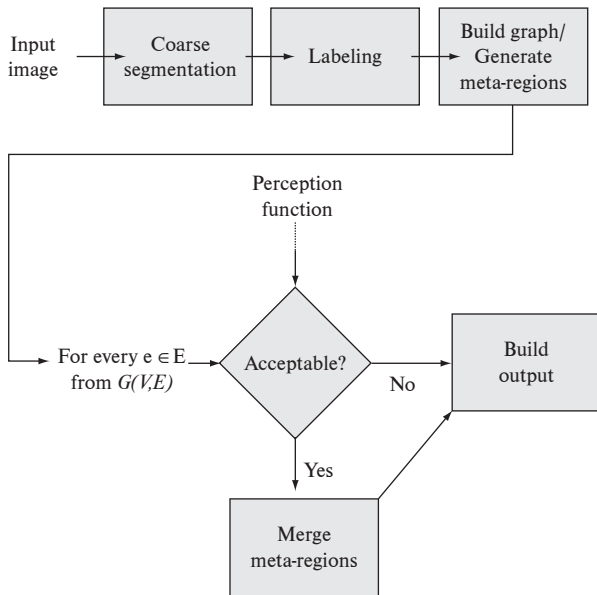 Input
image
Coarse
segmentation
Labeling
Build graph/
Generate
meta-regions
Perception
function
For every e ∈ E
from G(V,E)
Acceptable?
No
Build
output
Yes
Merge
meta-regions